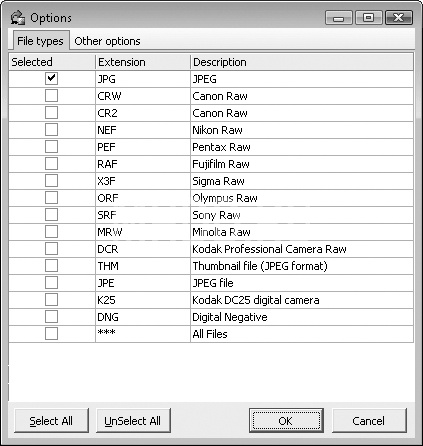 Options
File types Other options
Selected Extension Description
JPG JPEG
CRW Canon Raw
CR2 Canon Raw
NEF Nikon Raw
PEF Pentax Raw
RAF Fujifilm Raw
X3F Sigma Raw
ORF Olympus Raw
SRF Sony Raw
MRW Minolta Raw
DCR Kodak Professional Camera Raw
THM Thumbnail file (JPEG format)
JPE JPEG file
K25 Kodak DC25 digital camera
DNG Digital Negative
*** All Files
Select All UnSelect All OK Cancel